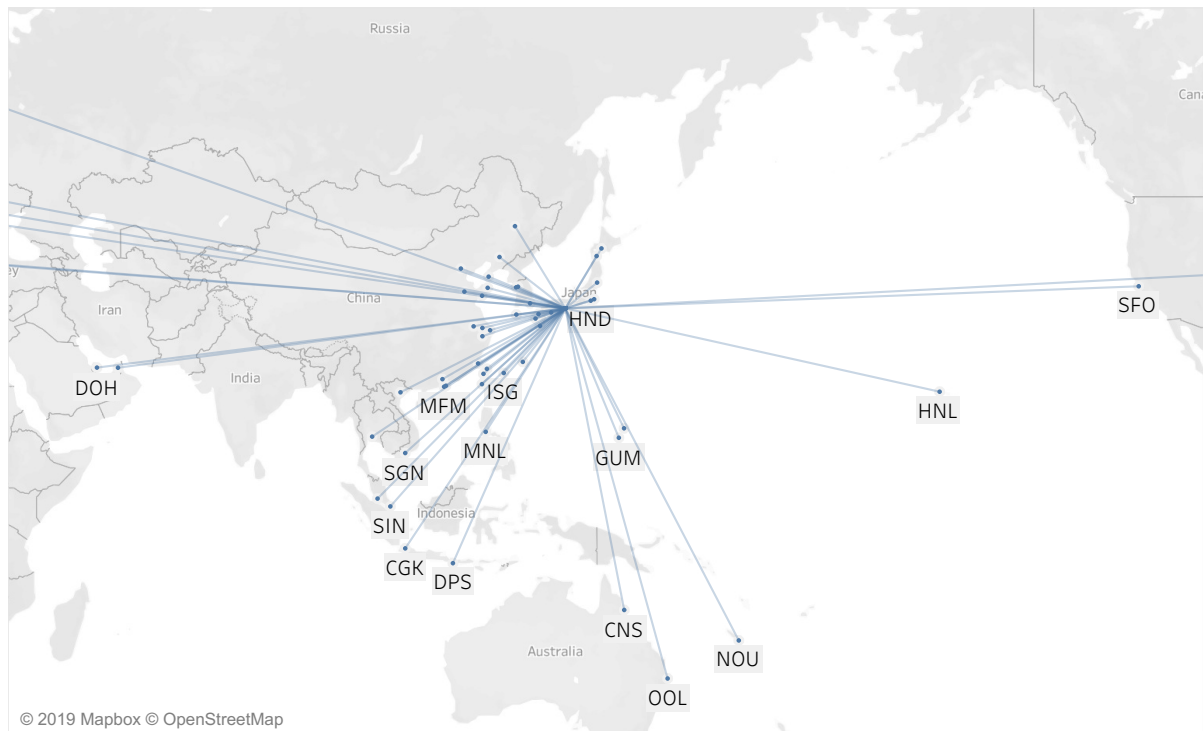 Russia
Cana
ey
Iran
China
Japan
HND
SFO
DOH
India
MFM
ISG
HNL
SGN
MNL
GUM
SIN
Indonesia
CGK
DPS
CNS
Australia
NOU
OOL
© 2019 Mapbox © OpenStreetMap